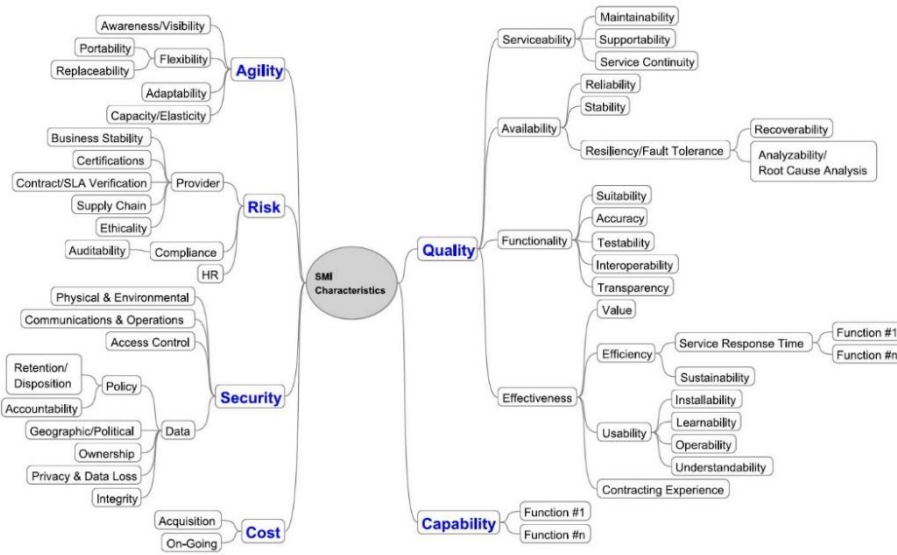 Awareness/Visibility
Portability
Replaceability
Flexibility
Adaptability
Capacity/Elasticity
Agility
Business Stability
Certifications
Contract/SLA Verification
Supply Chain
Ethicality
Provider
Auditability
Compliance
HR
Risk
Physical & Environmental
Communications & Operations
Access Control
Retention/
Disposition
Accountability
Policy
Geographic/Political
Ownership
Privacy & Data Loss
Integrity
Data
Security
Acquisition
On-Going
Cost
SMI
Characteristics
Quality
Serviceability
Maintainability
Supportability
Service Continuity
Availability
Reliability
Stability
Resiliency/Fault Tolerance
Recoverability
Analyzability/
Root Cause Analysis
Functionality
Suitability
Accuracy
Testability
Interoperability
Transparency
Effectiveness
Value
Efficiency
Service Response Time
Function #1
Function #n
Sustainability
Usability
Installability
Learnability
Operability
Understandability
Contracting Experience
Capability
Function #1
Function #n